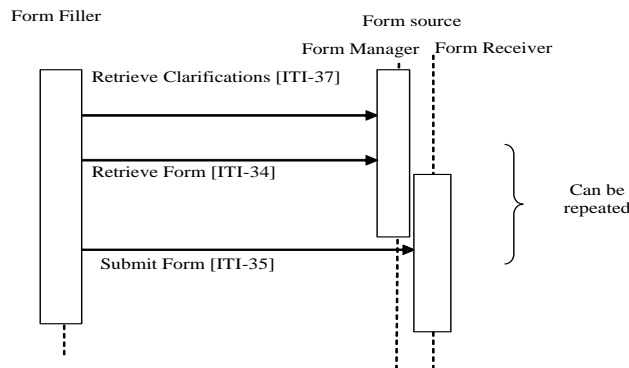 Form Filler
Form source
Form Manager
Form Receiver
Retrieve Clarifications [ITI-37]
Retrieve Form [ITI-34]
Can be
repeated
Submit Form [ITI-35]